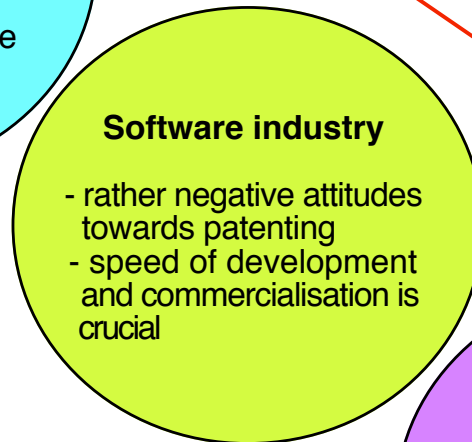 e
Software industry
- rather negative attitudes
towards patenting
- speed of development
and commercialisation is
crucial